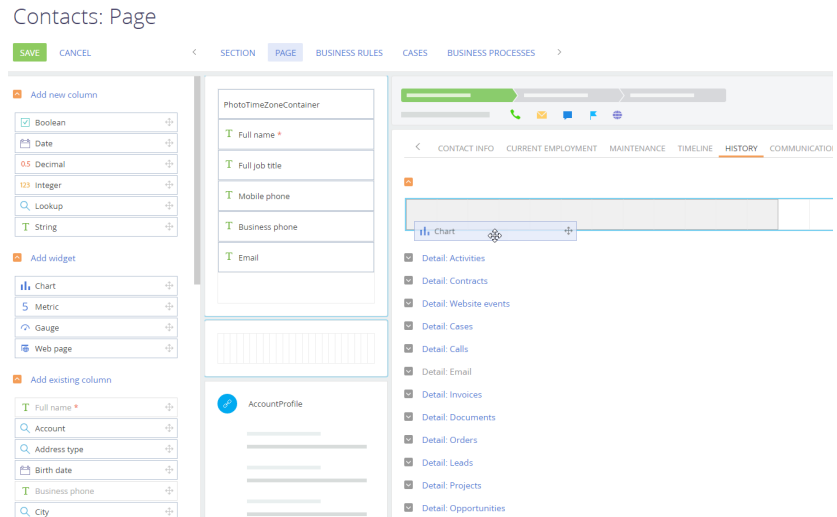 Contacts: Page
SAVE
CANCEL
SECTION
PAGE
BUSINESS RULES
CASES
BUSINESS PROCESSES
Add new column
Boolean
Date
0.5 Decimal
123 Integer
Lookup
T String
Add widget
Chart
5 Metric
Gauge
Web page
Add existing column
T Full name *
Account
Address type
Birth date
T Business phone
City
PhotoTimeZoneContainer
T Full name *
T Full job title
T Mobile phone
T Business phone
T Email
AccountProfile
CONTACT INFO
CURRENT EMPLOYMENT
MAINTENANCE
TIMELINE
HISTORY
COMMUNICATIO
Chart
Detail: Activities
Detail: Contracts
Detail: Website events
Detail: Cases
Detail: Calls
Detail: Email
Detail: Invoices
Detail: Documents
Detail: Orders
Detail: Leads
Detail: Projects
Detail: Opportunities